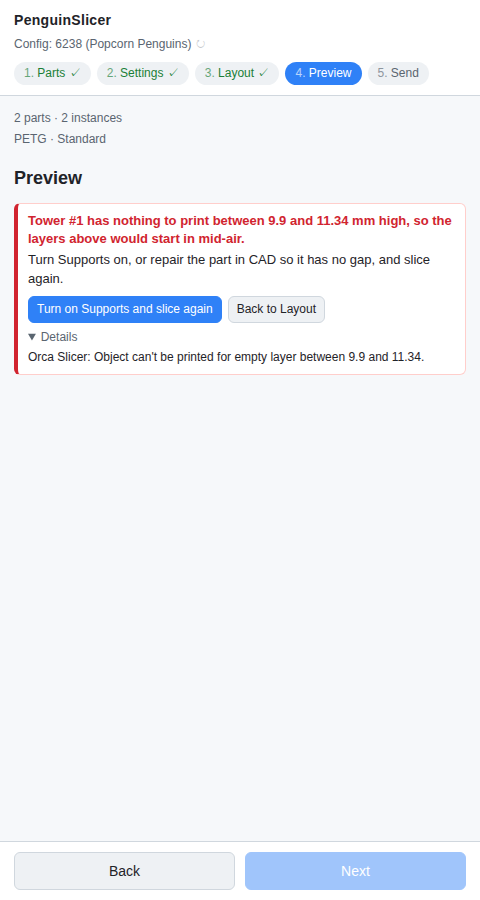 PenguinSlicer
Config: 6238 (Popcorn Penguins) ↻
1. Parts ✓ 2. Settings ✓ 3. Layout ✓ 4. Preview 5. Send
2 parts · 2 instances
PETG · Standard
Preview
Tower #1 has nothing to print between 9.9 and 11.34 mm high, so the
layers above would start in mid-air.
Turn Supports on, or repair the part in CAD so it has no gap, and slice
again.
Turn on Supports and slice again Back to Layout
▼ Details
Orca Slicer: Object can't be printed for empty layer between 9.9 and 11.34.
Back Next